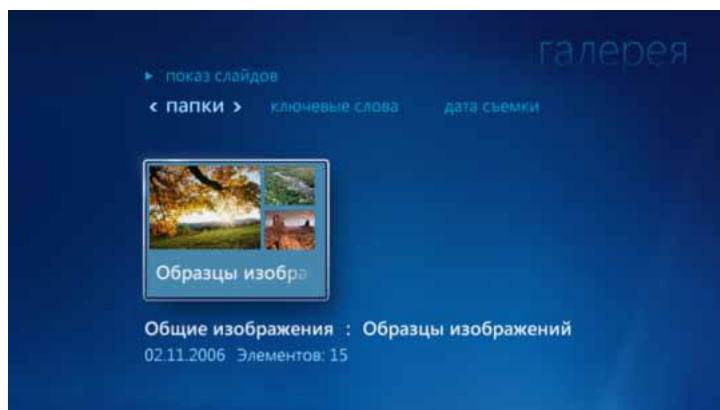 галерея
▸ показ слайдов
‹ папки › ключевые слова дата съемки
Образцы изобра
Общие изображения : Образцы изображений
02.11.2006 Элементов: 15